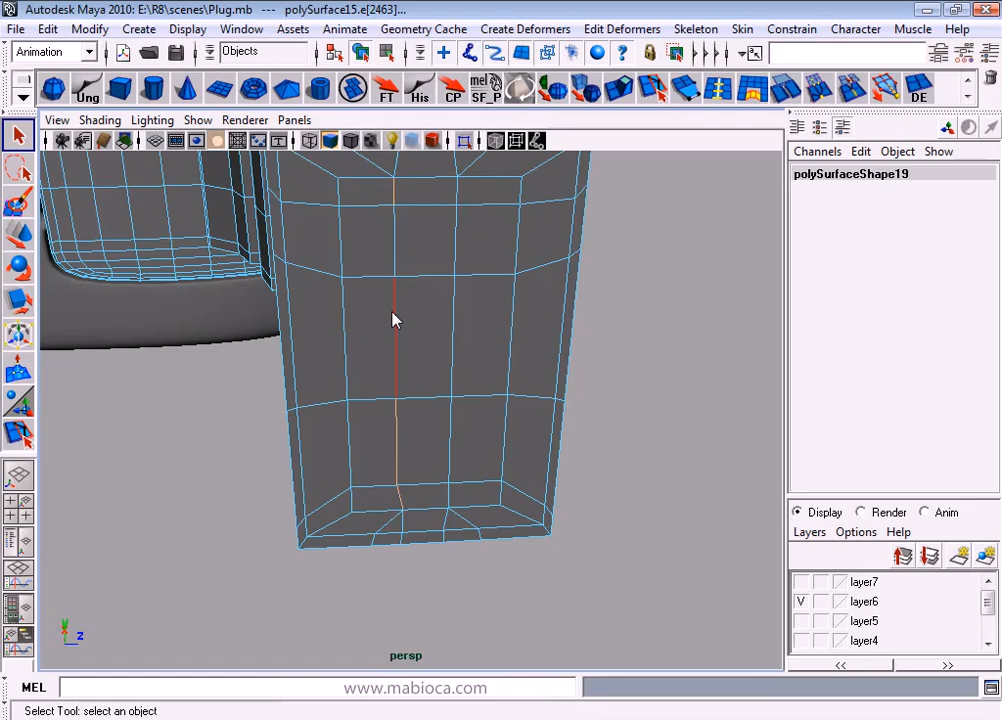 Autodesk Maya 2010: E:\R8\scenes\Plug.mb --- polySurface15.e[2463]...
File Edit Modify Create Display Window Assets Animate Geometry Cache Create Deformers Edit Deformers Skeleton Skin Constrain Character Muscle Help
Animation Objects
Ung FT His mel SF_P CP DE
View Shading Lighting Show Renderer Panels
Channels Edit Object Show
polySurfaceShape19
Display Render Anim
Layers Options Help
layer7
V layer6
layer5
layer4
y z
persp
<< >>
MEL www.mabioca.com
Select Tool: select an object